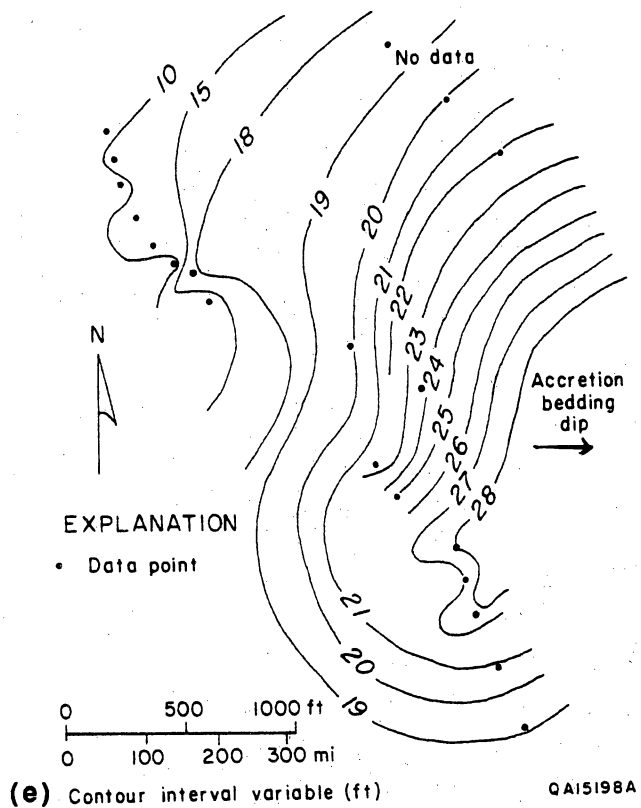 No data
10
15
18
19
20
21
22
23
24
25
26
27
28
Accretion
bedding
dip
N
EXPLANATION
Data point
21
20
19
0 500 1000 ft
0 100 200 300 mi
(e) Contour interval variable (ft)
QA15198A